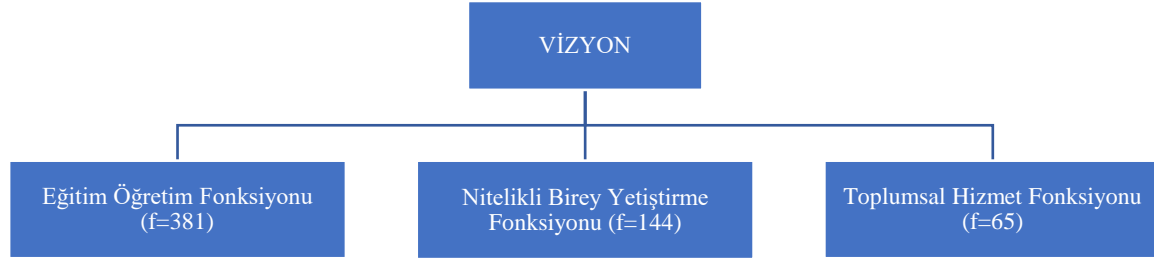 VİZYON
Eğitim Öğretim Fonksiyonu
(f=381)
Nitelikli Birey Yetiştirme
Fonksiyonu (f=144)
Toplumsal Hizmet Fonksiyonu
(f=65)